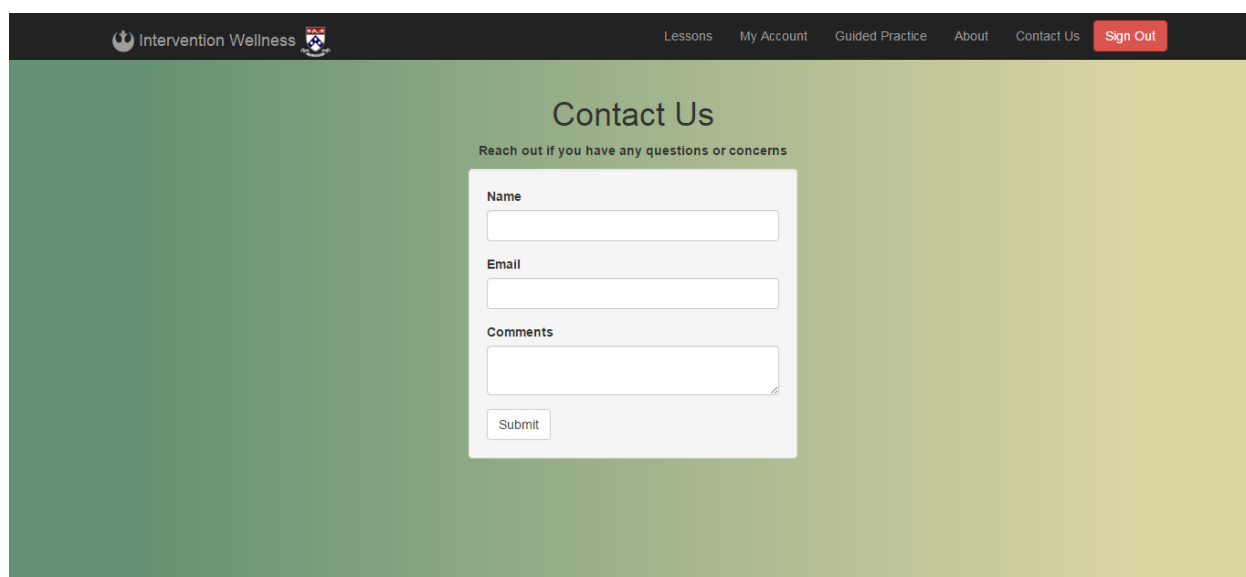 Intervention Wellness Lessons My Account Guided Practice About Contact Us Sign Out
Contact Us
Reach out if you have any questions or concerns
Name
Email
Comments
Submit